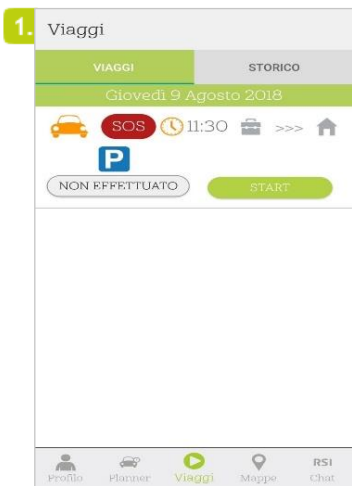 1.
Viaggi
VIAGGI STORICO
Giovedì 9 Agosto 2018
SOS 11:30 >>>
P
NON EFFETTUATO START
Profilo Planner Viaggi Mappe RSI Chat